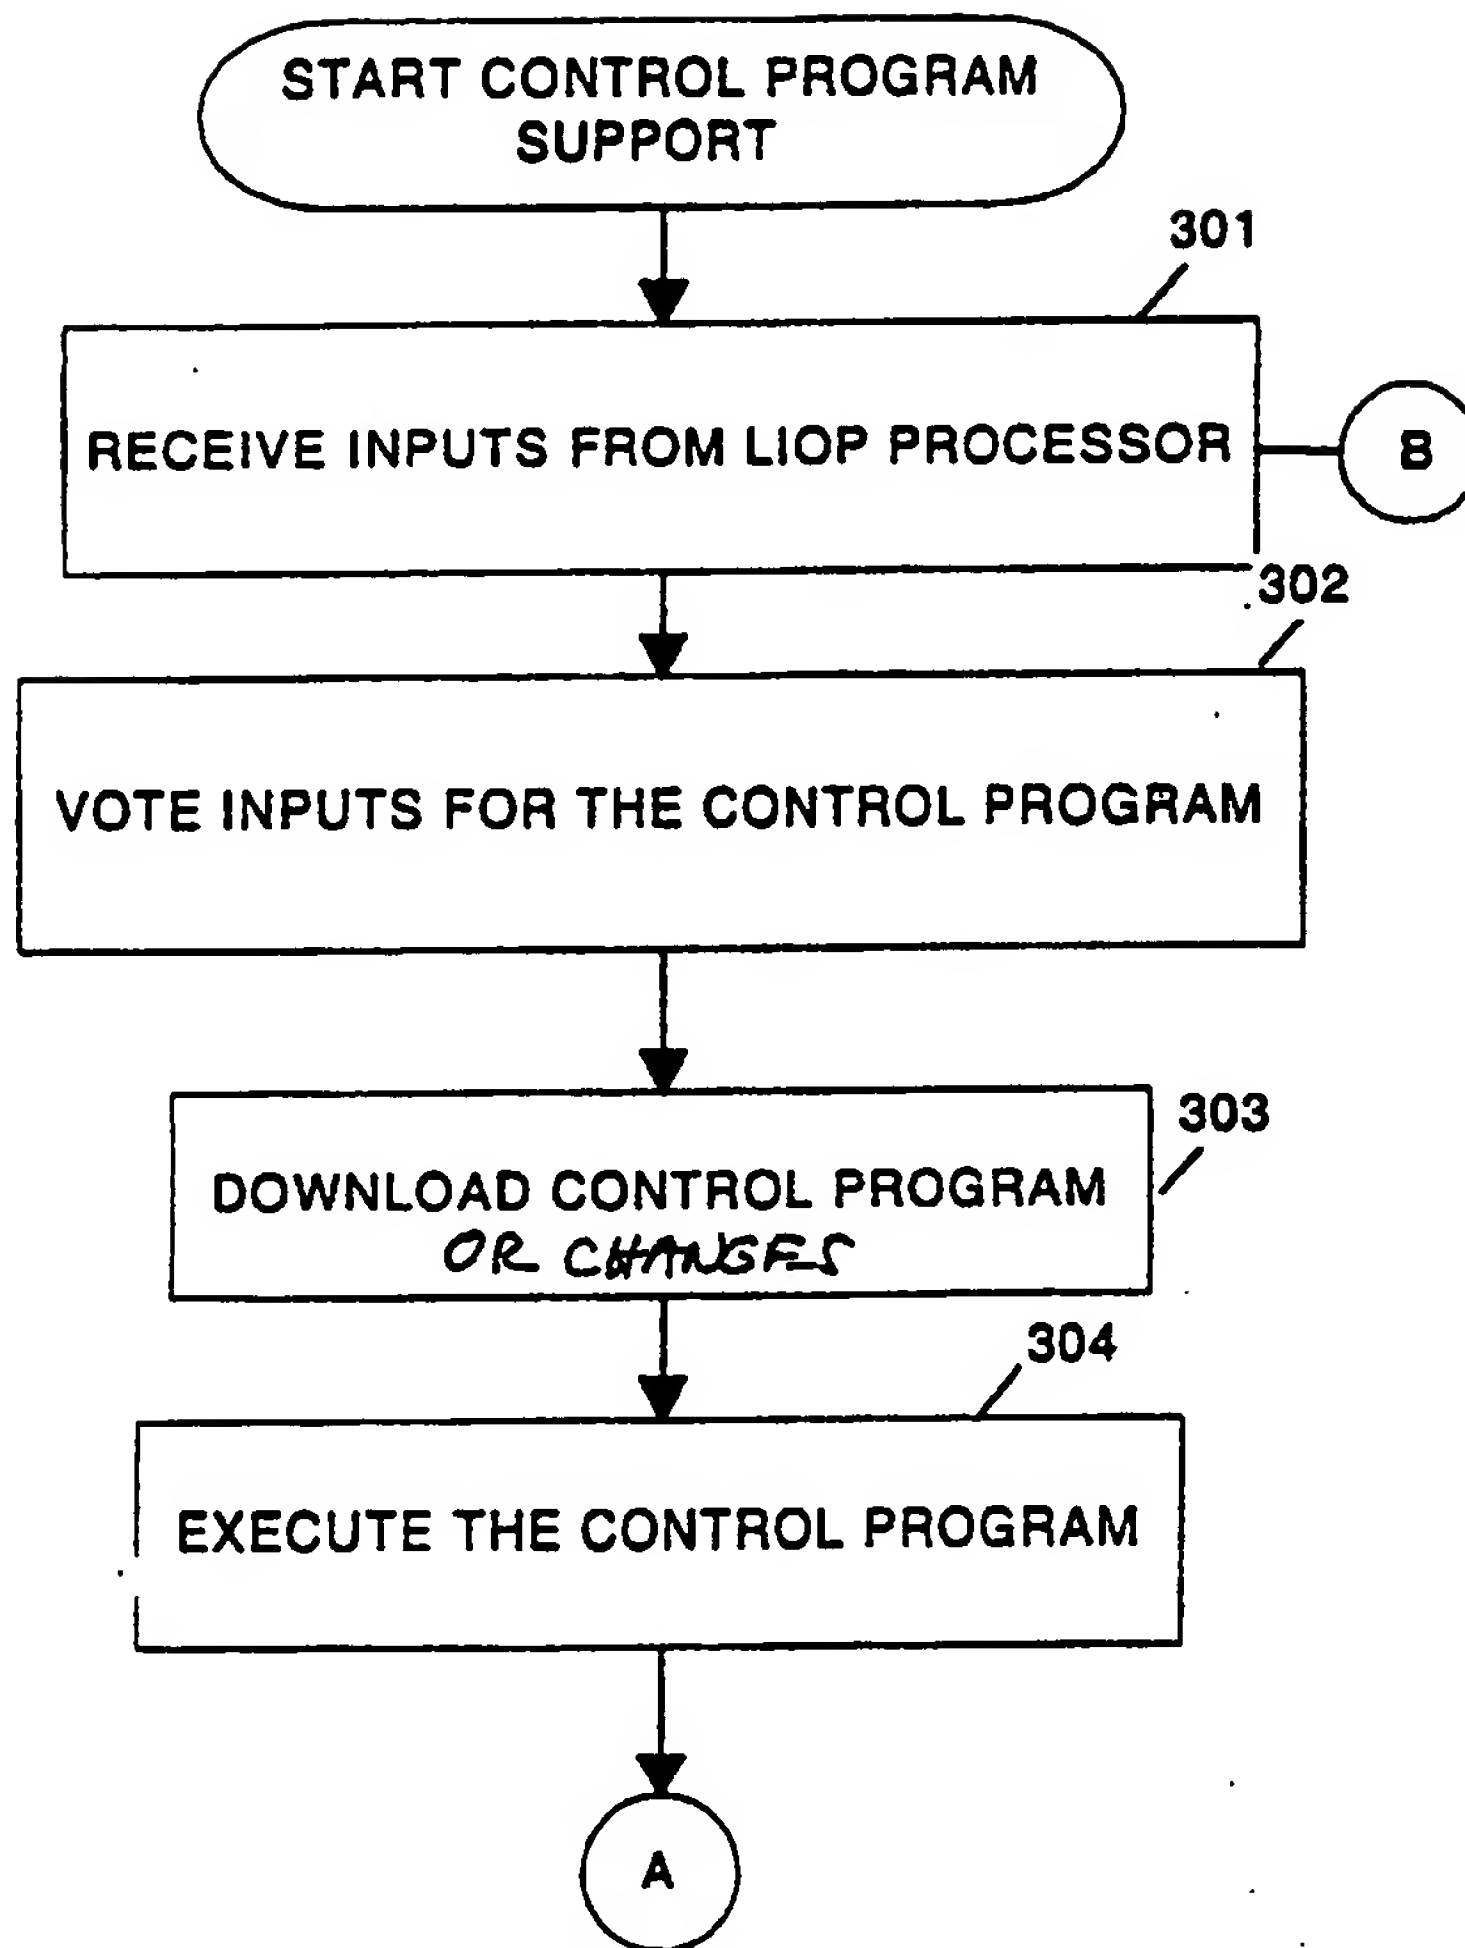 START CONTROL PROGRAM
SUPPORT
301
RECEIVE INPUTS FROM LIOP PROCESSOR
B
302
VOTE INPUTS FOR THE CONTROL PROGRAM
303
DOWNLOAD CONTROL PROGRAM
OR CHANGES
304
EXECUTE THE CONTROL PROGRAM
A